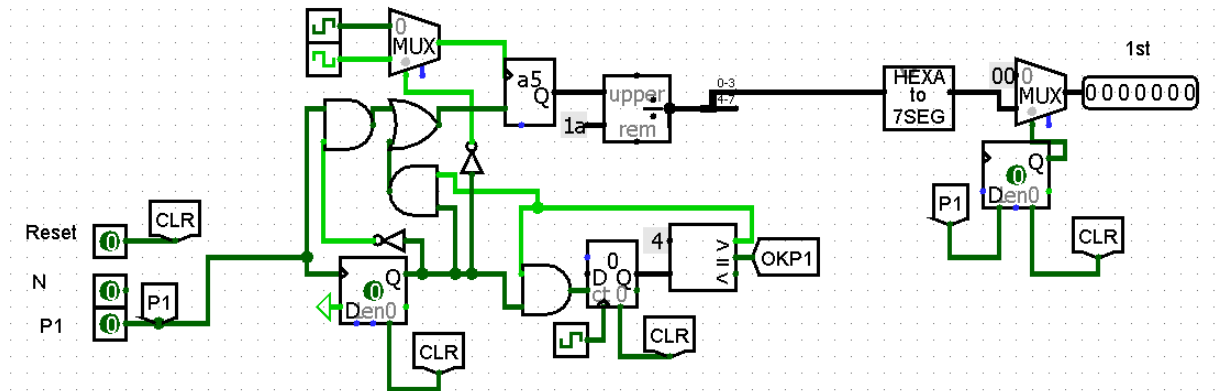 0
MUX
a5
Q
upper
rem
1a
0-3
4-7
HEXA
to
7SEG
00
0
MUX
1st
0000000
Q
0
D
en0
P1
CLR
Reset
0
CLR
N
0
P1
0
P1
Q
0
D
en0
CLR
0
D Q
ct 0
CLR
4
>
=
<
OKP1